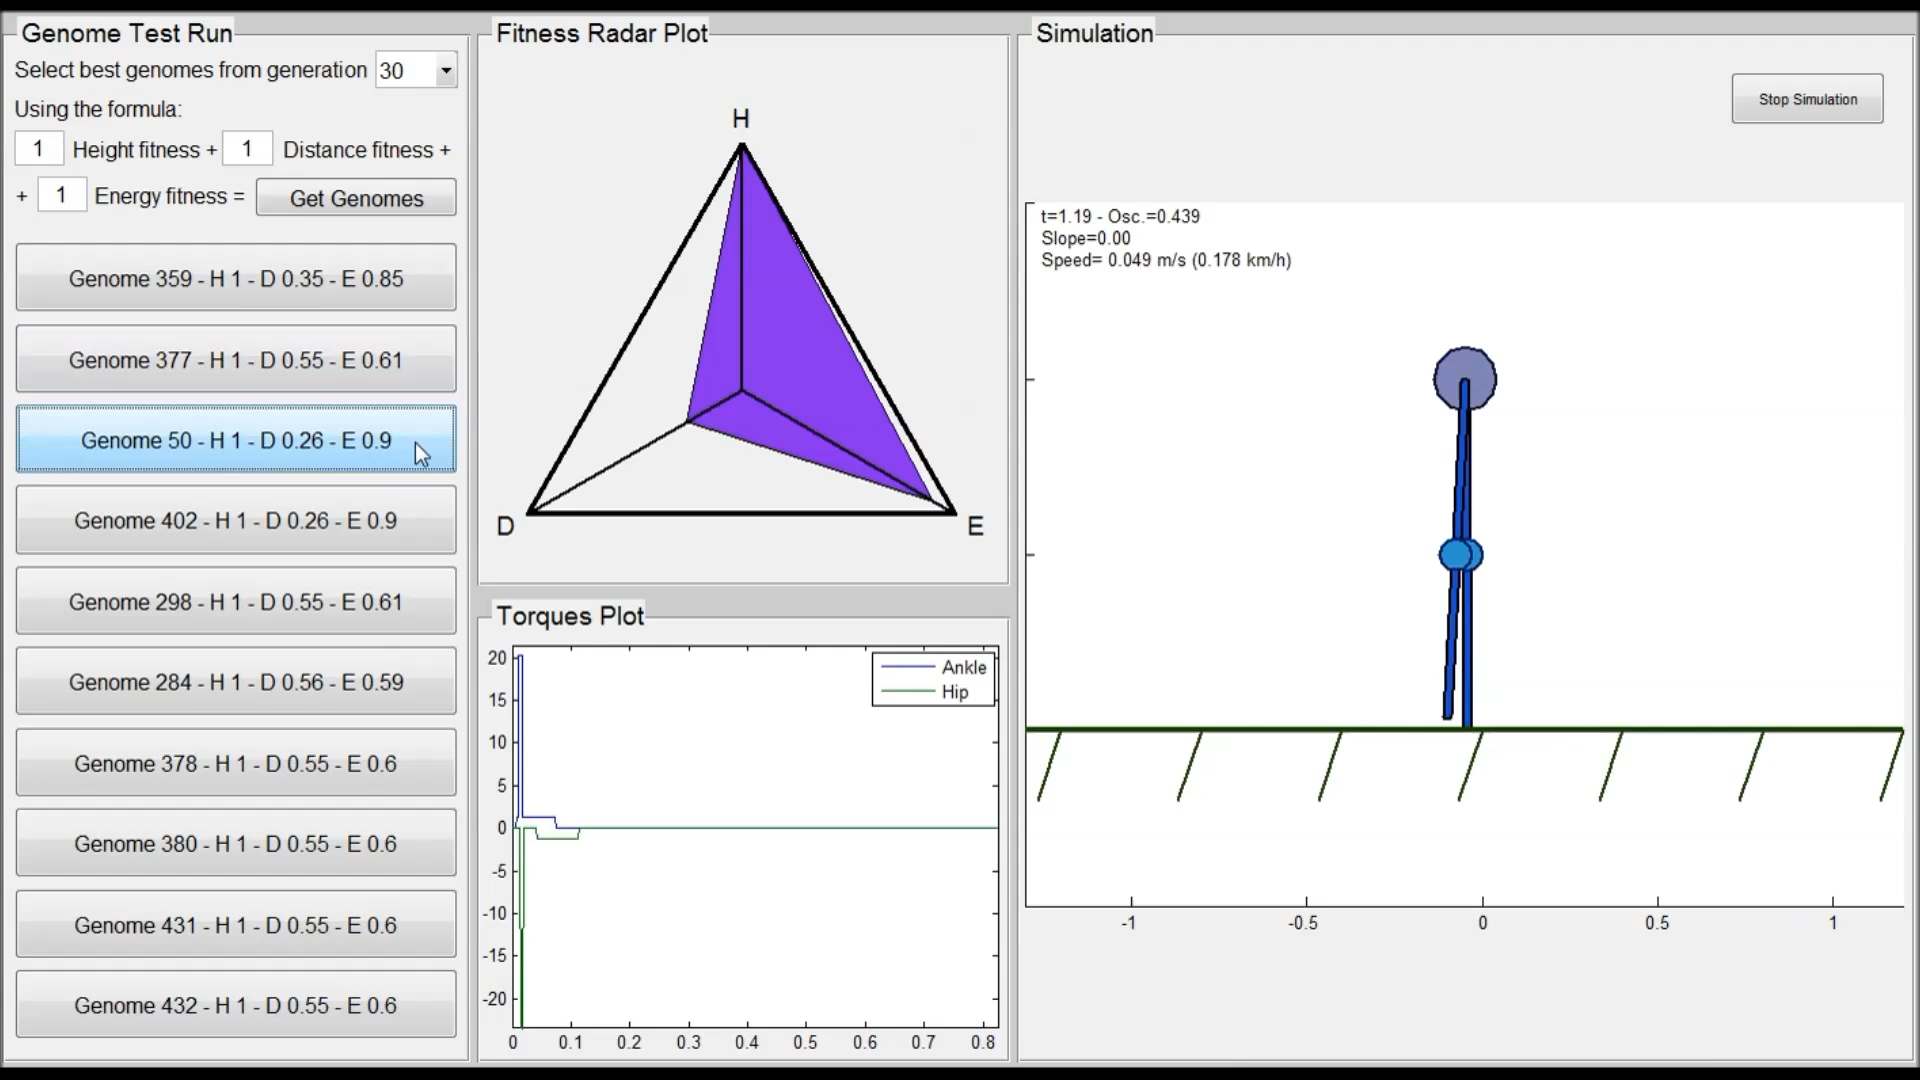 Genome Test Run
Select best genomes from generation 30
Using the formula:
1 Height fitness + 1 Distance fitness +
+ 1 Energy fitness = Get Genomes
Genome 359 - H 1 - D 0.35 - E 0.85
Genome 377 - H 1 - D 0.55 - E 0.61
Genome 50 - H 1 - D 0.26 - E 0.9
Genome 402 - H 1 - D 0.26 - E 0.9
Genome 298 - H 1 - D 0.55 - E 0.61
Genome 284 - H 1 - D 0.56 - E 0.59
Genome 378 - H 1 - D 0.55 - E 0.6
Genome 380 - H 1 - D 0.55 - E 0.6
Genome 431 - H 1 - D 0.55 - E 0.6
Genome 432 - H 1 - D 0.55 - E 0.6
Fitness Radar Plot
H
D E
Torques Plot
Ankle
Hip
20
15
10
5
0
-5
-10
-15
-20
0 0.1 0.2 0.3 0.4 0.5 0.6 0.7 0.8
Simulation
Stop Simulation
t=1.19 - Osc.=0.439
Slope=0.00
Speed= 0.049 m/s (0.178 km/h)
-1 -0.5 0 0.5 1